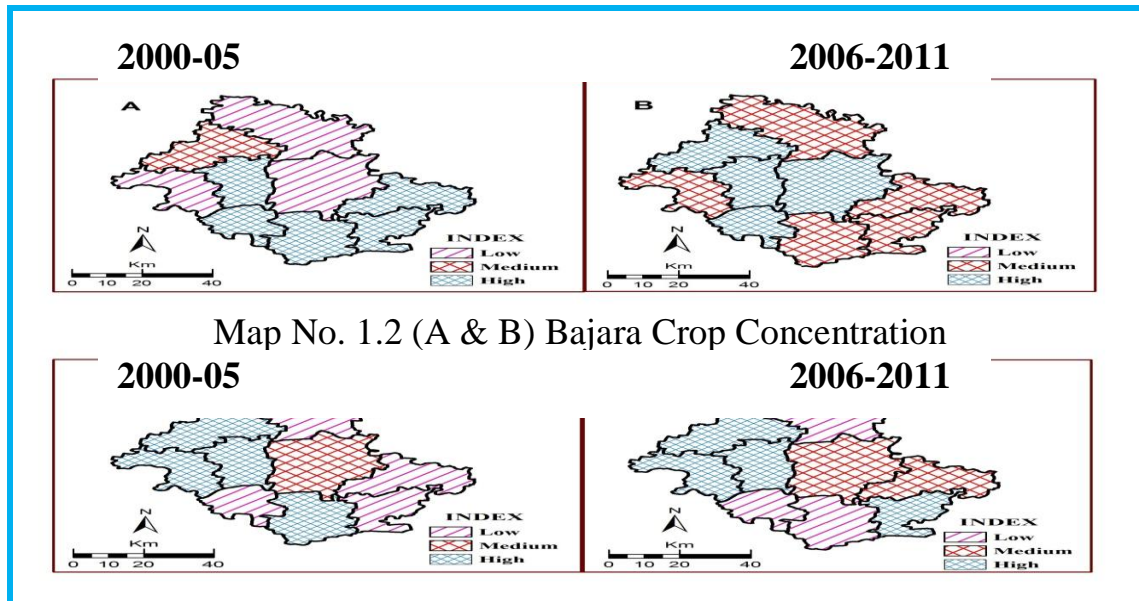 2000-05 2006-2011
A B
N N
INDEX INDEX
Low Low
Km Medium Km Medium
High High
0 10 20 40 0 10 20 40
Map No. 1.2 (A & B) Bajara Crop Concentration
2000-05 2006-2011
N N
INDEX INDEX
Low Low
Km Medium Km Medium
High High
0 10 20 40 0 10 20 40